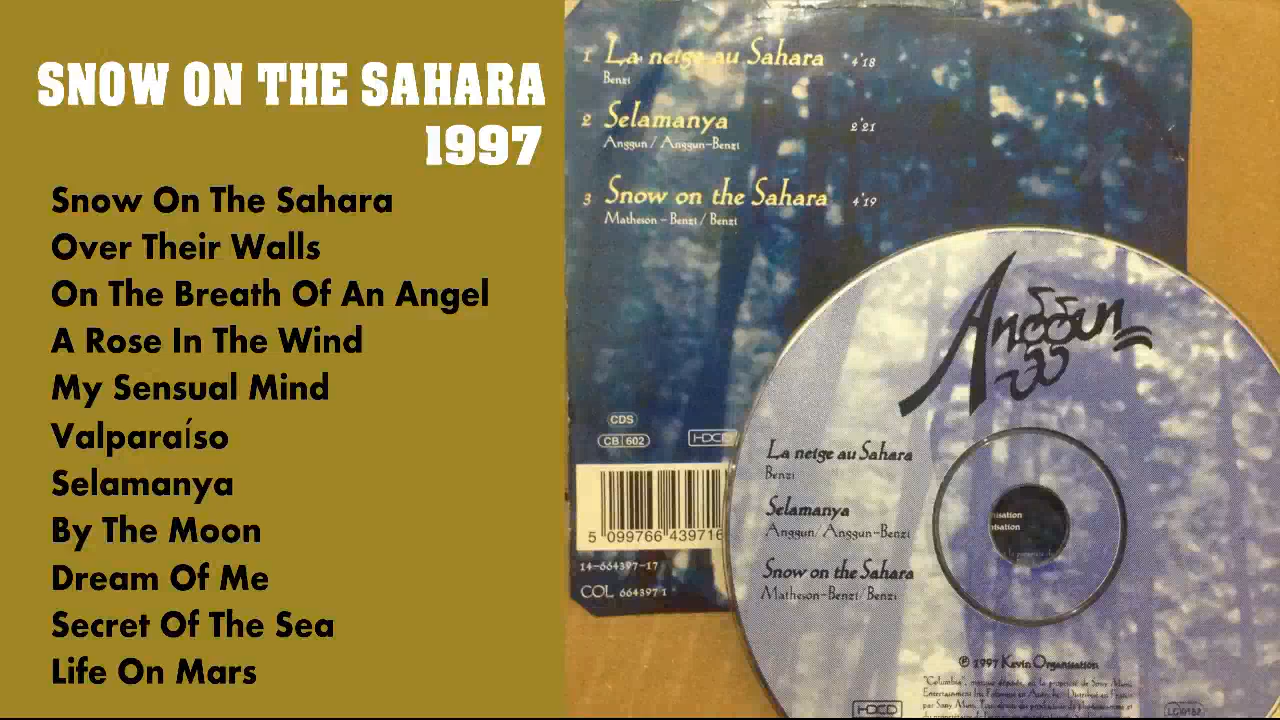 SNOW ON THE SAHARA
1997
Snow On The Sahara
Over Their Walls
On The Breath Of An Angel
A Rose In The Wind
My Sensual Mind
Valparaíso
Selamanya
By The Moon
Dream Of Me
Secret Of The Sea
Life On Mars
1 La neige au Sahara 4'18
Benzi
2 Selamanya 2'21
Anggun / Anggun-Benzi
3 Snow on the Sahara 4'19
Matheson - Benzi / Benzi
CDS
CB 602
HDCD
5 099766 439716
14-664397-17
COL 664397 1
Anggun
La neige au Sahara
Benzi
Selamanya
Anggun / Anggun-Benzi
Snow on the Sahara
Matheson-Benzi / Benzi
℗ 1997 Kevin Organisation
HDCD